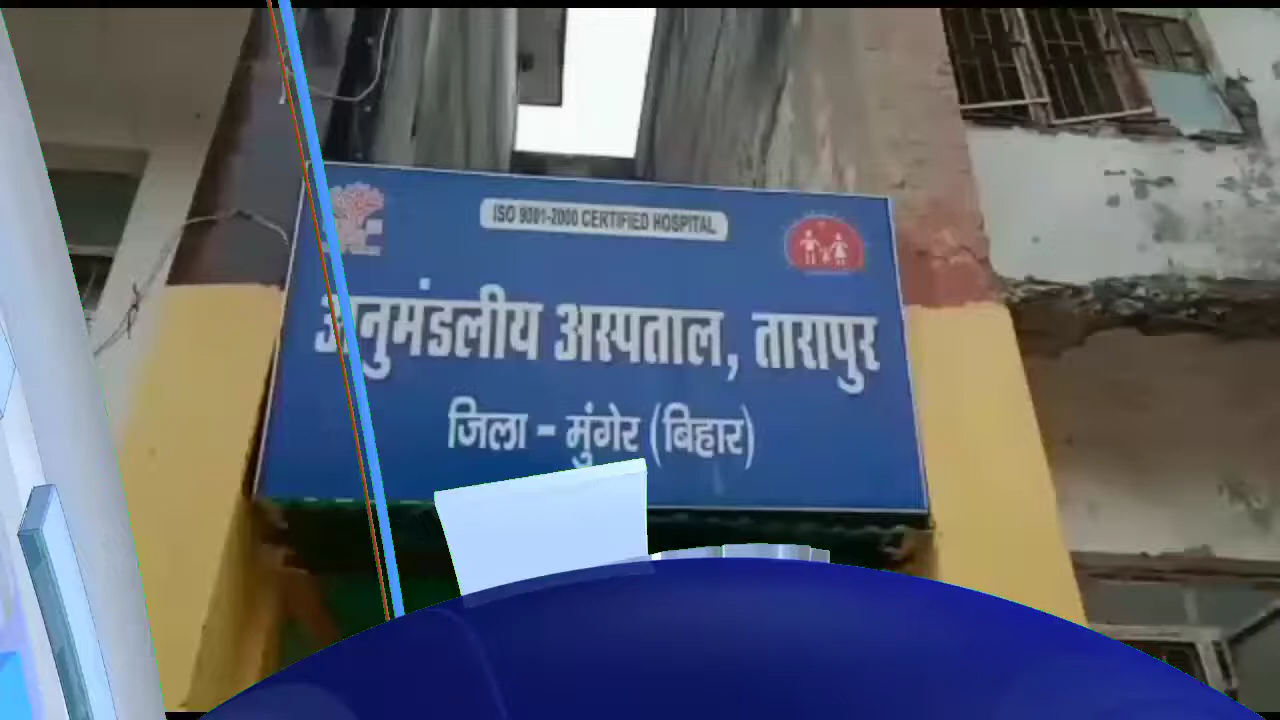 ISO 9001-2000 CERTIFIED HOSPITAL
अनुमंडलीय अस्पताल, तारापुर
जिला - मुंगेर (बिहार)